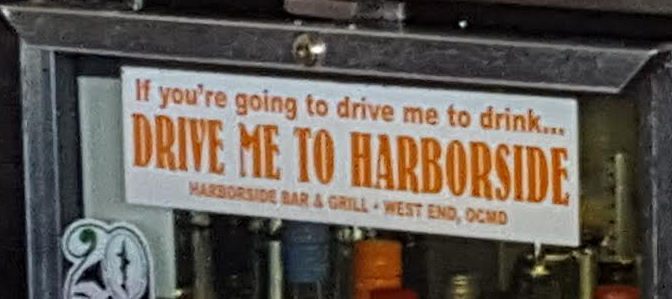 If you're going to drive me to drink...
DRIVE ME TO HARBORSIDE
HARBORSIDE BAR & GRILL • WEST END, OCMD
20